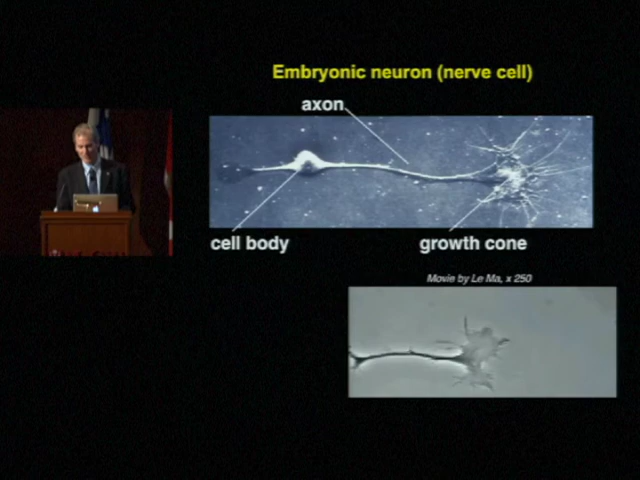 Embryonic neuron (nerve cell)
axon
cell body
growth cone
Movie by Le Ma, x 250